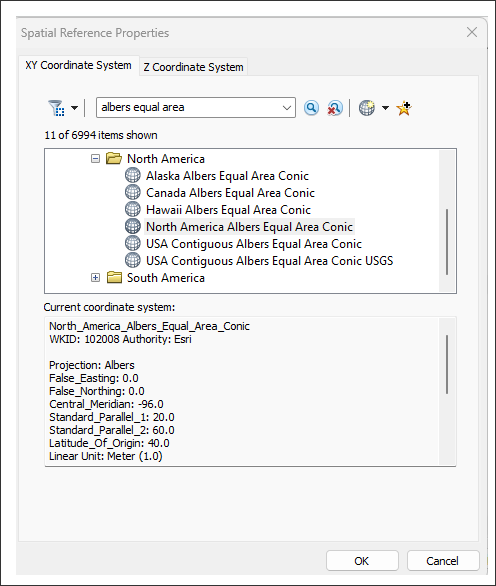 Spatial Reference Properties
XY Coordinate System
Z Coordinate System
albers equal area
11 of 6994 items shown
North America
Alaska Albers Equal Area Conic
Canada Albers Equal Area Conic
Hawaii Albers Equal Area Conic
North America Albers Equal Area Conic
USA Contiguous Albers Equal Area Conic
USA Contiguous Albers Equal Area Conic USGS
South America
Current coordinate system:
North_America_Albers_Equal_Area_Conic
WKID: 102008 Authority: Esri
Projection: Albers
False_Easting: 0.0
False_Northing: 0.0
Central_Meridian: -96.0
Standard_Parallel_1: 20.0
Standard_Parallel_2: 60.0
Latitude_Of_Origin: 40.0
Linear Unit: Meter (1.0)
OK
Cancel